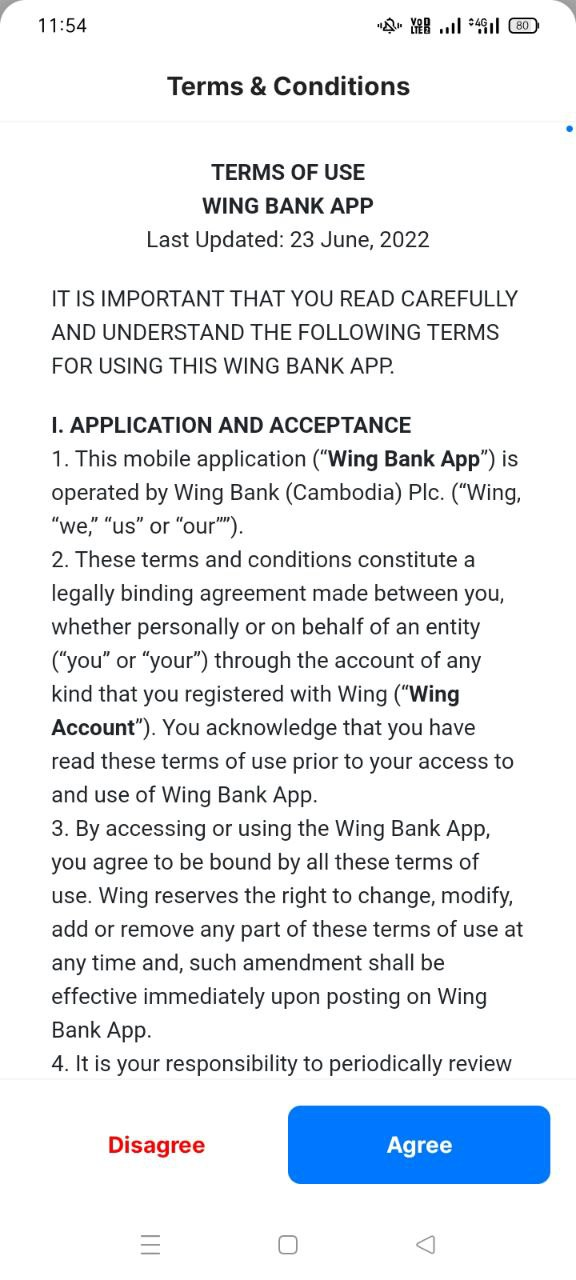 11:54
VoD LTE2 4G 80
Terms & Conditions
TERMS OF USE
WING BANK APP
Last Updated: 23 June, 2022
IT IS IMPORTANT THAT YOU READ CAREFULLY
AND UNDERSTAND THE FOLLOWING TERMS
FOR USING THIS WING BANK APP.
I. APPLICATION AND ACCEPTANCE
1. This mobile application (“Wing Bank App”) is
operated by Wing Bank (Cambodia) Plc. (“Wing,
“we,” “us” or “our””).
2. These terms and conditions constitute a
legally binding agreement made between you,
whether personally or on behalf of an entity
(“you” or “your”) through the account of any
kind that you registered with Wing (“Wing
Account”). You acknowledge that you have
read these terms of use prior to your access to
and use of Wing Bank App.
3. By accessing or using the Wing Bank App,
you agree to be bound by all these terms of
use. Wing reserves the right to change, modify,
add or remove any part of these terms of use at
any time and, such amendment shall be
effective immediately upon posting on Wing
Bank App.
4. It is your responsibility to periodically review
Disagree
Agree